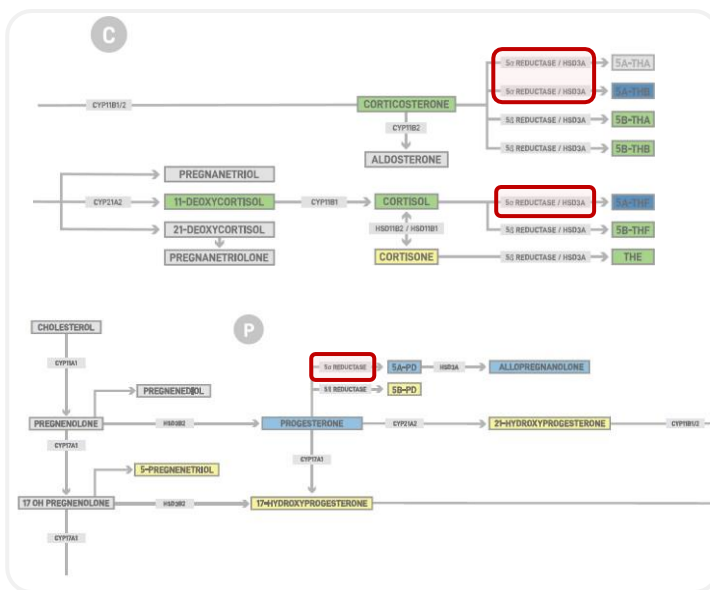 C
5α REDUCTASE / HSD3A
5A-THA
5α REDUCTASE / HSD3A
5A-THB
CYP11B1/2
CORTICOSTERONE
5β REDUCTASE / HSD3A
5B-THA
CYP11B2
5β REDUCTASE / HSD3A
5B-THB
ALDOSTERONE
PREGNANETRIOL
CYP21A2
11-DEOXYCORTISOL
CYP11B1
CORTISOL
5α REDUCTASE / HSD3A
5A-THF
21-DEOXYCORTISOL
HSD11B2 / HSD11B1
5β REDUCTASE / HSD3A
5B-THF
PREGNANETRIOLONE
CORTISONE
5β REDUCTASE / HSD3A
THE
CHOLESTEROL
P
CYP11A1
5α REDUCTASE
5A-PD
HSD3A
ALLOPREGNANOLONE
PREGNENEDIOL
5β REDUCTASE
5B-PD
PREGNENOLONE
HSD3B2
PROGESTERONE
CYP21A2
21-HYDROXYPROGESTERONE
CYP11B1/2
CYP17A1
CYP17A1
5-PREGNENETRIOL
17 OH PREGNENOLONE
HSD3B2
17-HYDROXYPROGESTERONE
CYP17A1